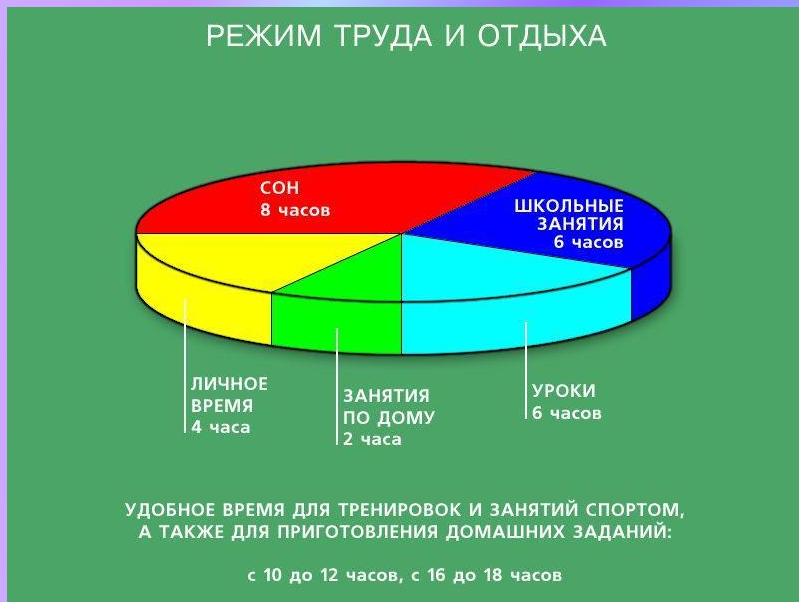 РЕЖИМ ТРУДА И ОТДЫХА
СОН
8 часов
ШКОЛЬНЫЕ
ЗАНЯТИЯ
6 часов
ЛИЧНОЕ
ВРЕМЯ
4 часа
ЗАНЯТИЯ
ПО ДОМУ
2 часа
УРОКИ
6 часов
УДОБНОЕ ВРЕМЯ ДЛЯ ТРЕНИРОВОК И ЗАНЯТИЙ СПОРТОМ,
А ТАКЖЕ ДЛЯ ПРИГОТОВЛЕНИЯ ДОМАШНИХ ЗАДАНИЙ:
с 10 до 12 часов, с 16 до 18 часов